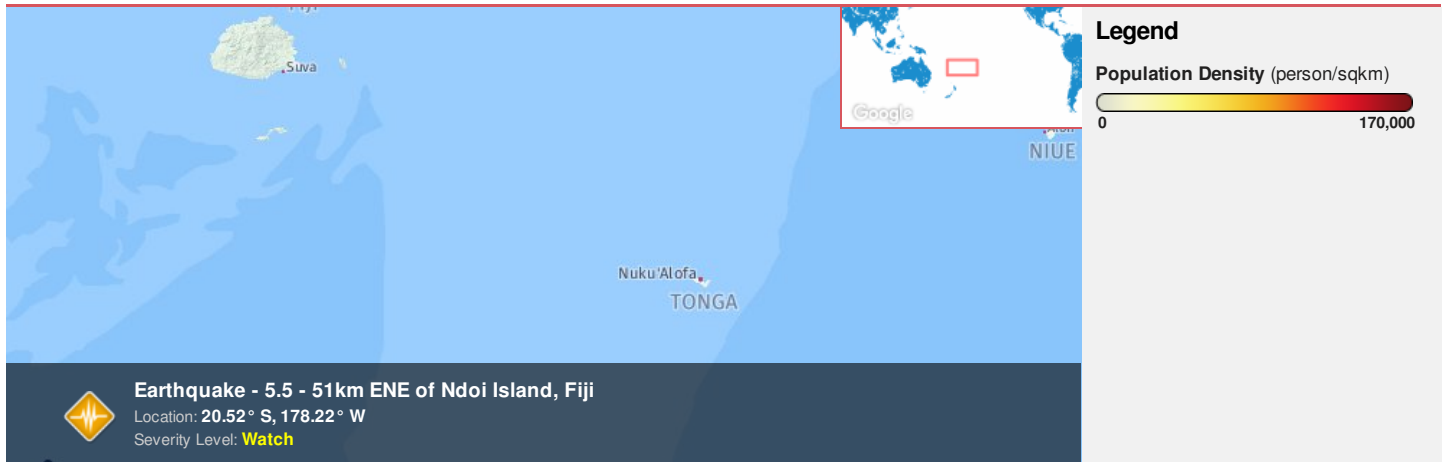 Suva
Google
NIUE
Nuku'Alofa
TONGA
Earthquake - 5.5 - 51km ENE of Ndoi Island, Fiji
Location: 20.52° S, 178.22° W
Severity Level: Watch
Legend
Population Density (person/sqkm)
0 170,000